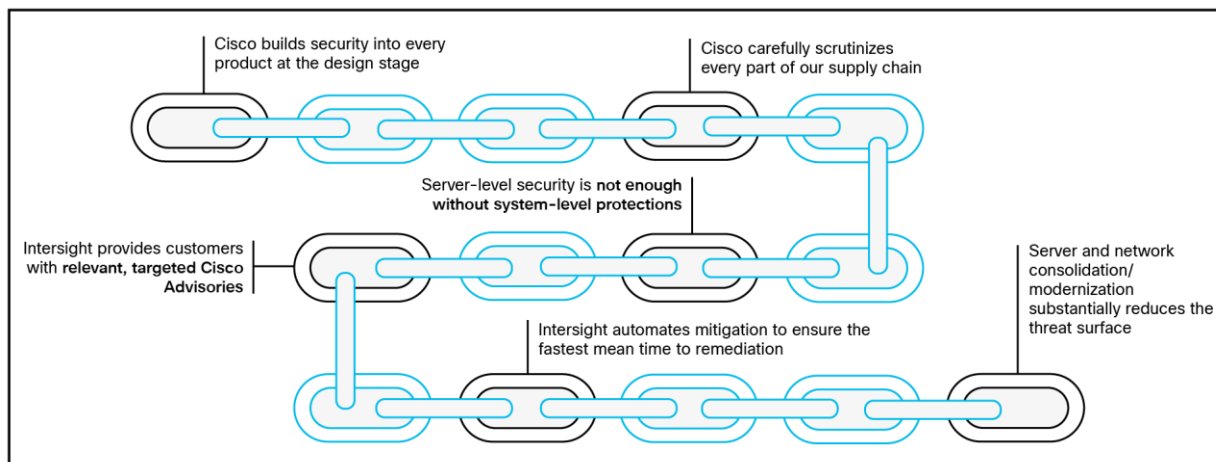 Cisco builds security into every
product at the design stage
Cisco carefully scrutinizes
every part of our supply chain
Server-level security is not enough
without system-level protections
Intersight provides customers
with relevant, targeted Cisco
Advisories
Server and network
consolidation/
modernization
substantially reduces the
threat surface
Intersight automates mitigation to ensure the
fastest mean time to remediation